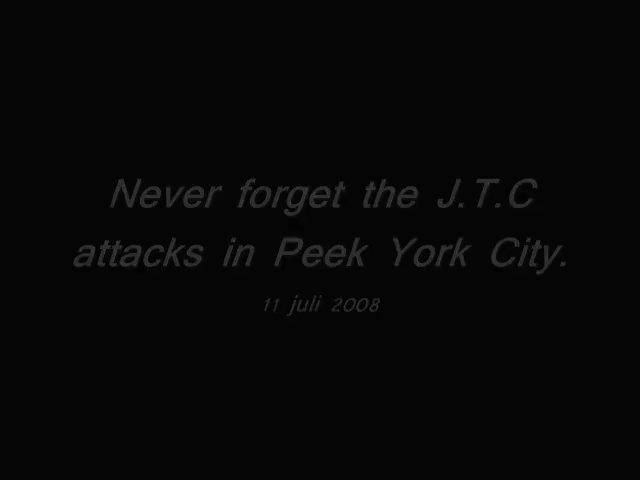 Never forget the J.T.C
attacks in Peek York City.
11 juli 2008